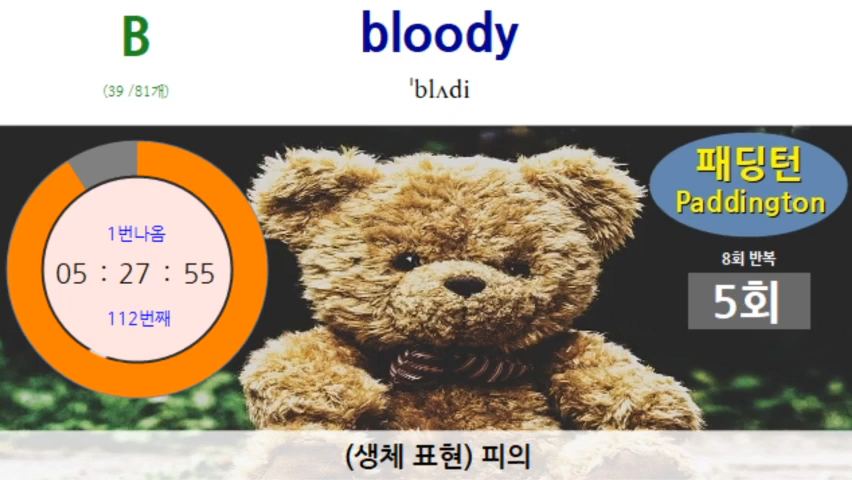 B
(39 /81개)
bloody
ˈblʌdi
패딩턴
Paddington
1번나옴
05 : 27 : 55
112번째
8회 반복
5회
(생체 표현) 피의